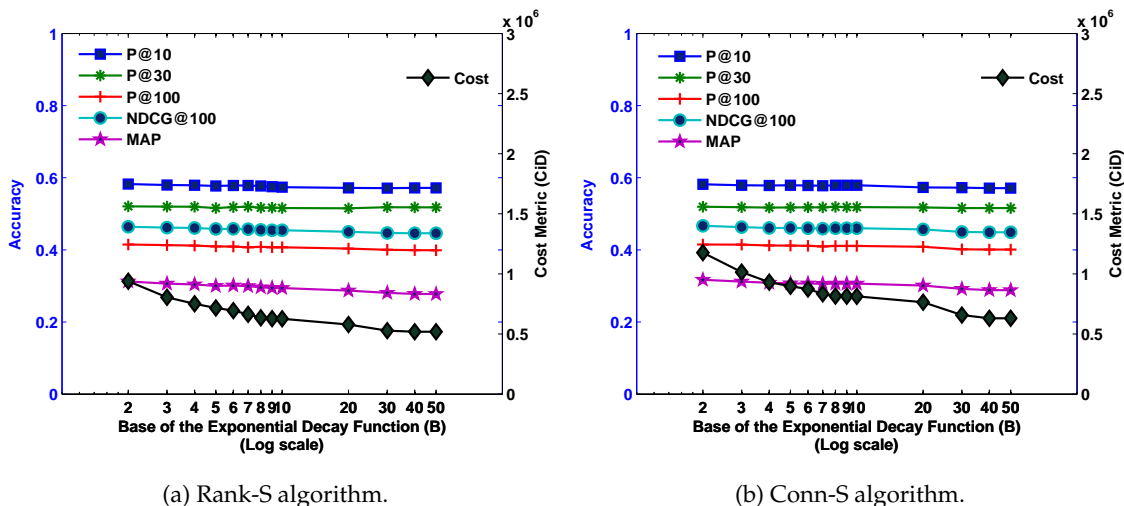 x 10^6
1
0.8
0.6
0.4
0.2
0
3
2.5
2
1.5
1
0.5
0
P@10
P@30
P@100
NDCG@100
MAP
Cost
Accuracy
Cost Metric (CiD)
2 3 4 5 6 7 8 9 10 20 30 40 50
Base of the Exponential Decay Function (B)
(Log scale)
(a) Rank-S algorithm.
x 10^6
1
0.8
0.6
0.4
0.2
0
3
2.5
2
1.5
1
0.5
0
P@10
P@30
P@100
NDCG@100
MAP
Cost
Accuracy
Cost Metric (CiD)
2 3 4 5 6 7 8 9 10 20 30 40 50
Base of the Exponential Decay Function (B)
(Log scale)
(b) Conn-S algorithm.